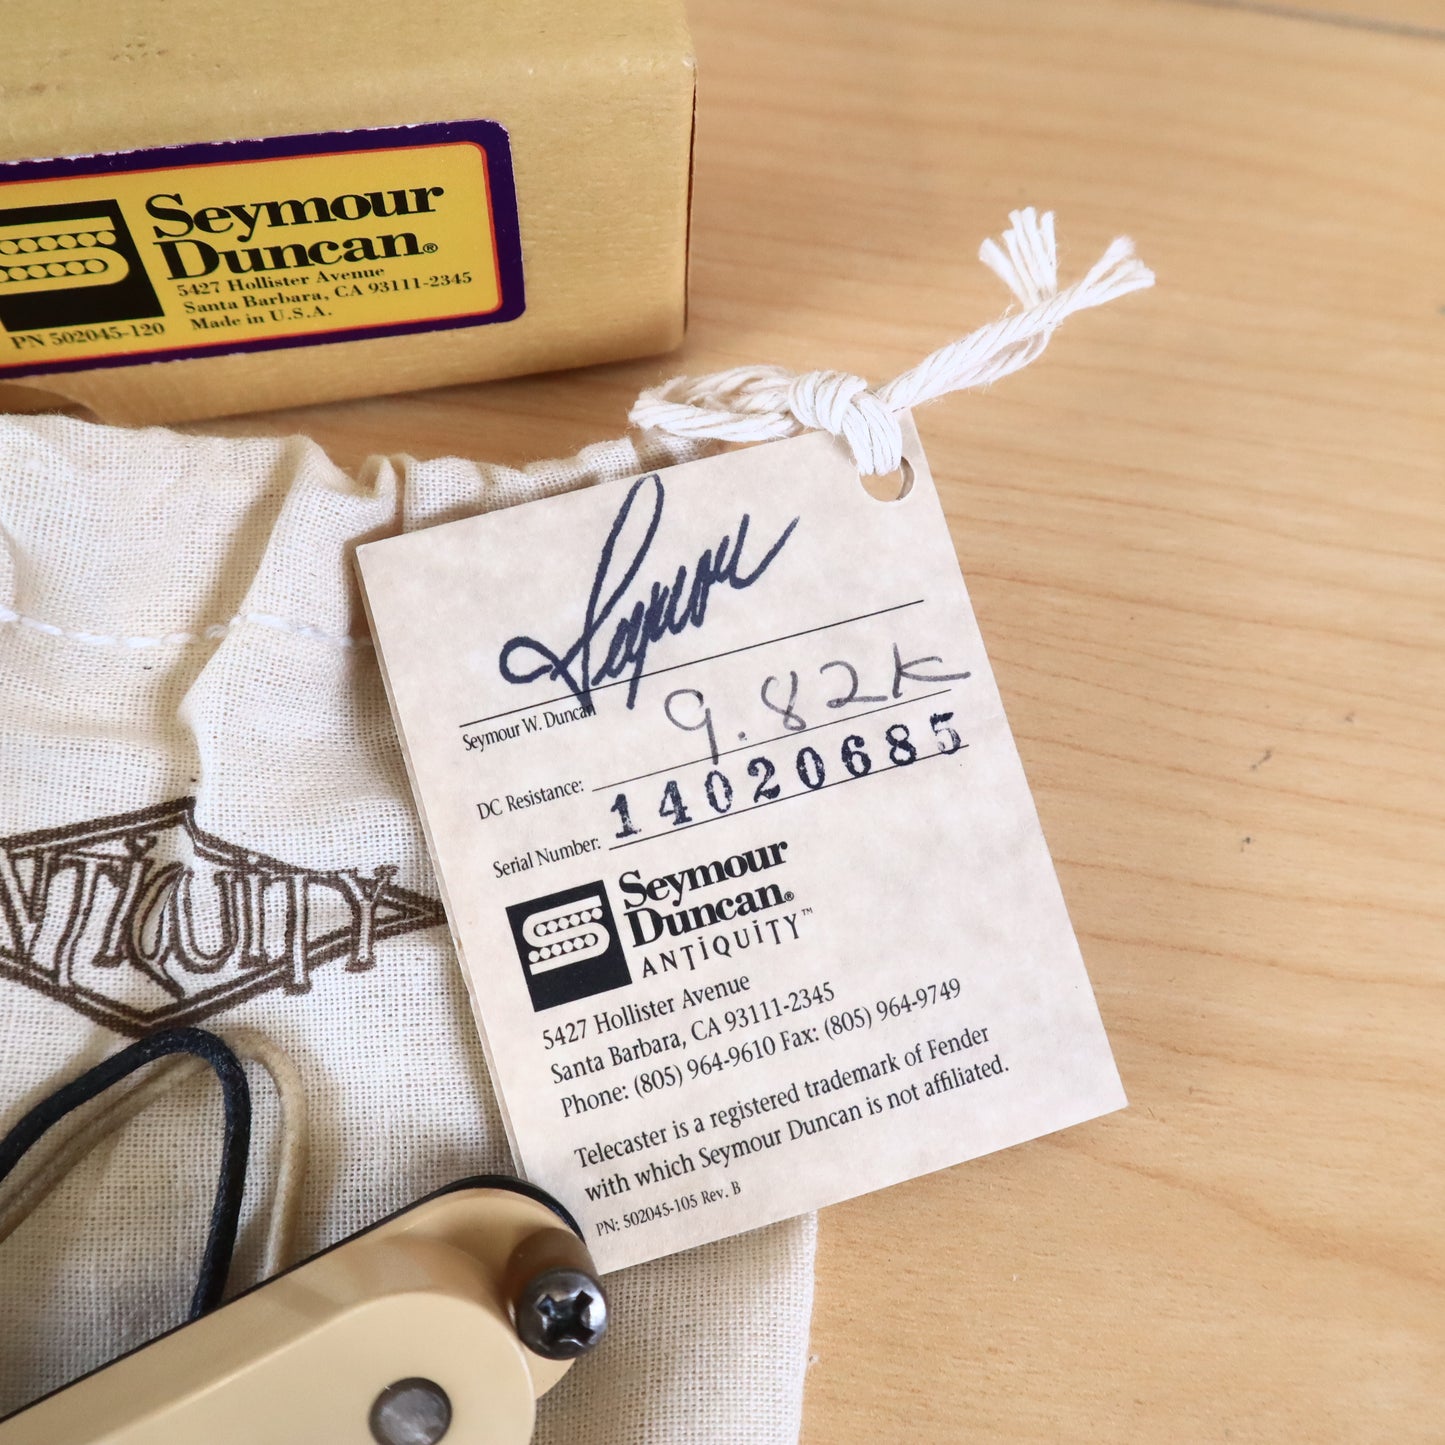 Seymour
Duncan®
5427 Hollister Avenue
Santa Barbara, CA 93111-2345
Made in U.S.A.
PN 502045-120
Seymour
Seymour W. Duncan
DC Resistance: 9.82K
Serial Number: 14020685
Seymour
Duncan®
ANTIQUITY™
5427 Hollister Avenue
Santa Barbara, CA 93111-2345
Phone: (805) 964-9610 Fax: (805) 964-9749
Telecaster is a registered trademark of Fender
with which Seymour Duncan is not affiliated.
PN: 502045-105 Rev. B
NTIQUITY